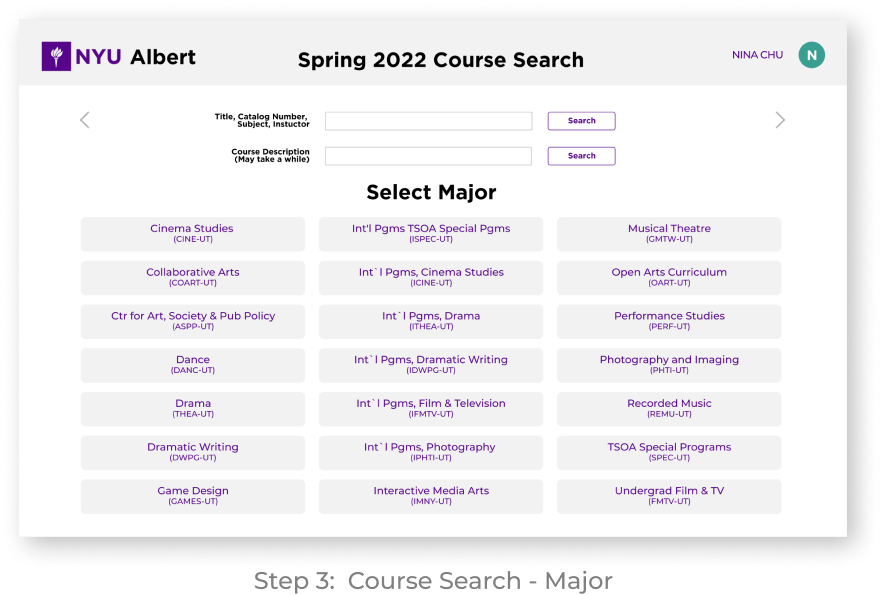 NYU Albert
Spring 2022 Course Search
NINA CHU
N
Title, Catalog Number,
Subject, Instuctor
Search
Course Description
(May take a while)
Search
Select Major
Cinema Studies
(CINE-UT)
Int'l Pgms TSOA Special Pgms
(ISPEC-UT)
Musical Theatre
(GMTW-UT)
Collaborative Arts
(COART-UT)
Int`l Pgms, Cinema Studies
(ICINE-UT)
Open Arts Curriculum
(OART-UT)
Ctr for Art, Society & Pub Policy
(ASPP-UT)
Int`l Pgms, Drama
(ITHEA-UT)
Performance Studies
(PERF-UT)
Dance
(DANC-UT)
Int`l Pgms, Dramatic Writing
(IDWPG-UT)
Photography and Imaging
(PHTI-UT)
Drama
(THEA-UT)
Int`l Pgms, Film & Television
(IFMTV-UT)
Recorded Music
(REMU-UT)
Dramatic Writing
(DWPG-UT)
Int`l Pgms, Photography
(IPHTI-UT)
TSOA Special Programs
(SPEC-UT)
Game Design
(GAMES-UT)
Interactive Media Arts
(IMNY-UT)
Undergrad Film & TV
(FMTV-UT)
Step 3: Course Search - Major